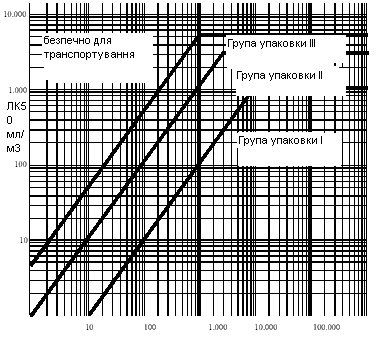 10.000
безпечно для
транспортування
Група упаковки III
Група упаковки II
1.000
ЛК5
0
мл/
м3
Група упаковки I
100
10
10
100
1.000
10.000
100.000